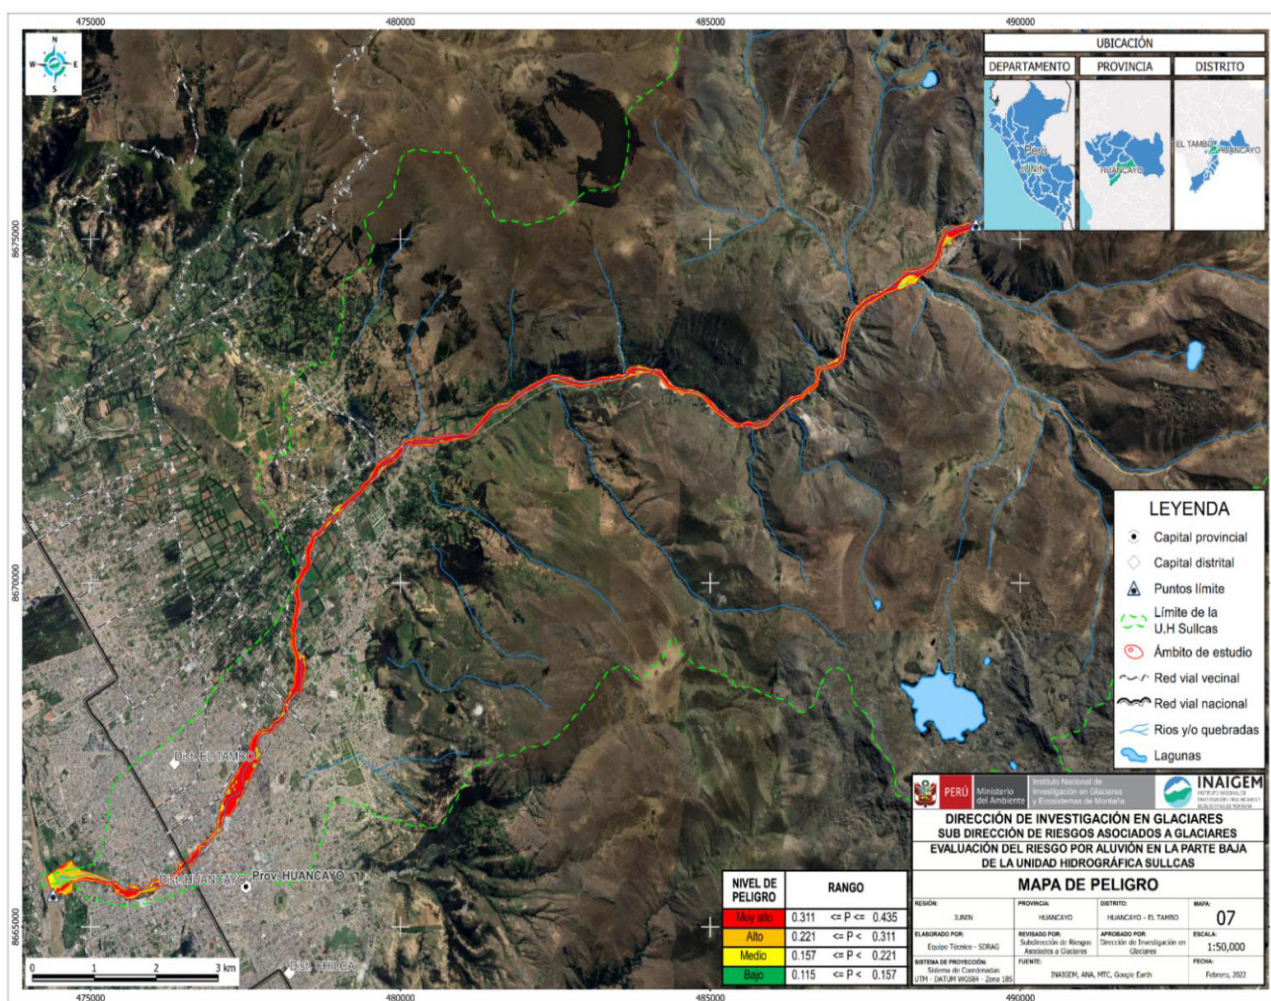 475000
480000
485000
490000
N
W
E
S
UBICACIÓN
DEPARTAMENTO
PROVINCIA
DISTRITO
Perú
JUNIN
HUANCAYO
EL TAMBO
HUANCAYO
8675000
8675000
8670000
8670000
8665000
8665000
Dist. EL TAMBO
Dist. HUANCAYO
Prov. HUANCAYO
Dist. CHILCA
LEYENDA
Capital provincial
Capital distrital
Puntos límite
Límite de la
U.H Sullcas
Ámbito de estudio
Red vial vecinal
Red vial nacional
Rios y/o quebradas
Lagunas
PERÚ
Ministerio
del Ambiente
Instituto Nacional de
Investigación en Glaciares
y Ecosistemas de Montaña
INAIGEM
DIRECCIÓN DE INVESTIGACIÓN EN GLACIARES
SUB DIRECCIÓN DE RIESGOS ASOCIADOS A GLACIARES
EVALUACIÓN DEL RIESGO POR ALUVIÓN EN LA PARTE BAJA
DE LA UNIDAD HIDROGRÁFICA SULLCAS
MAPA DE PELIGRO
REGIÓN:
JUNIN
PROVINCIA:
HUANCAYO
DISTRITO:
HUANCAYO - EL TAMBO
MAPA:
07
ELABORADO POR:
Equipo Técnico - SDRAG
REVISADO POR:
Subdirección de Riesgos
Asociados a Glaciares
APROBADO POR:
Dirección de Investigación en
Glaciares
ESCALA:
1:50,000
SISTEMA DE PROYECCIÓN:
Sistema de Coordenadas
UTM - DATUM WGS84 - Zona 18S
FUENTE:
INAIGEM, ANA, MTC, Google Earth
FECHA:
Febrero, 2022
NIVEL DE
PELIGRO
RANGO
Muy alto 0.311 <= P <= 0.435
Alto 0.221 <= P < 0.311
Medio 0.157 <= P < 0.221
Bajo 0.115 <= P < 0.157
0 1 2 3 km
475000
480000
485000
490000